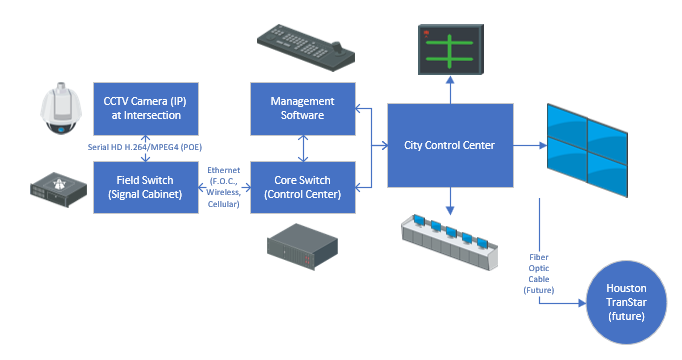 CCTV Camera (IP)
at Intersection
Management
Software
City Control Center
Serial HD H.264/MPEG4 (POE)
Field Switch
(Signal Cabinet)
Ethernet
(F.O.C.,
Wireless,
Cellular)
Core Switch
(Control Center)
Fiber
Optic
Cable
(Future)
Houston
TranStar
(future)